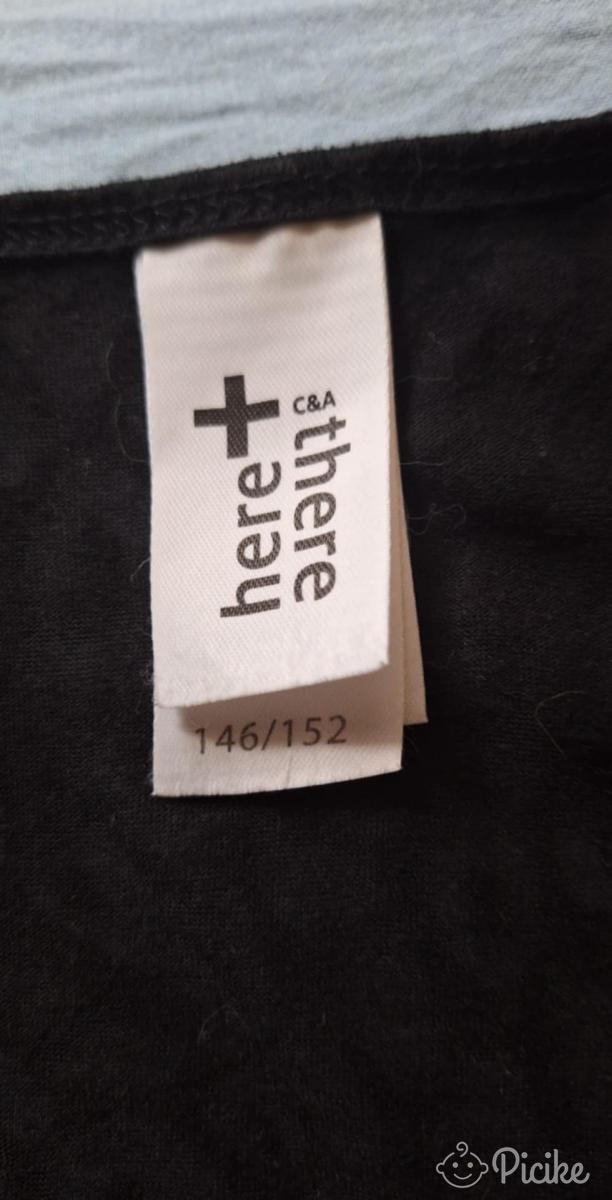 here+
C&A there
146/152
Picike